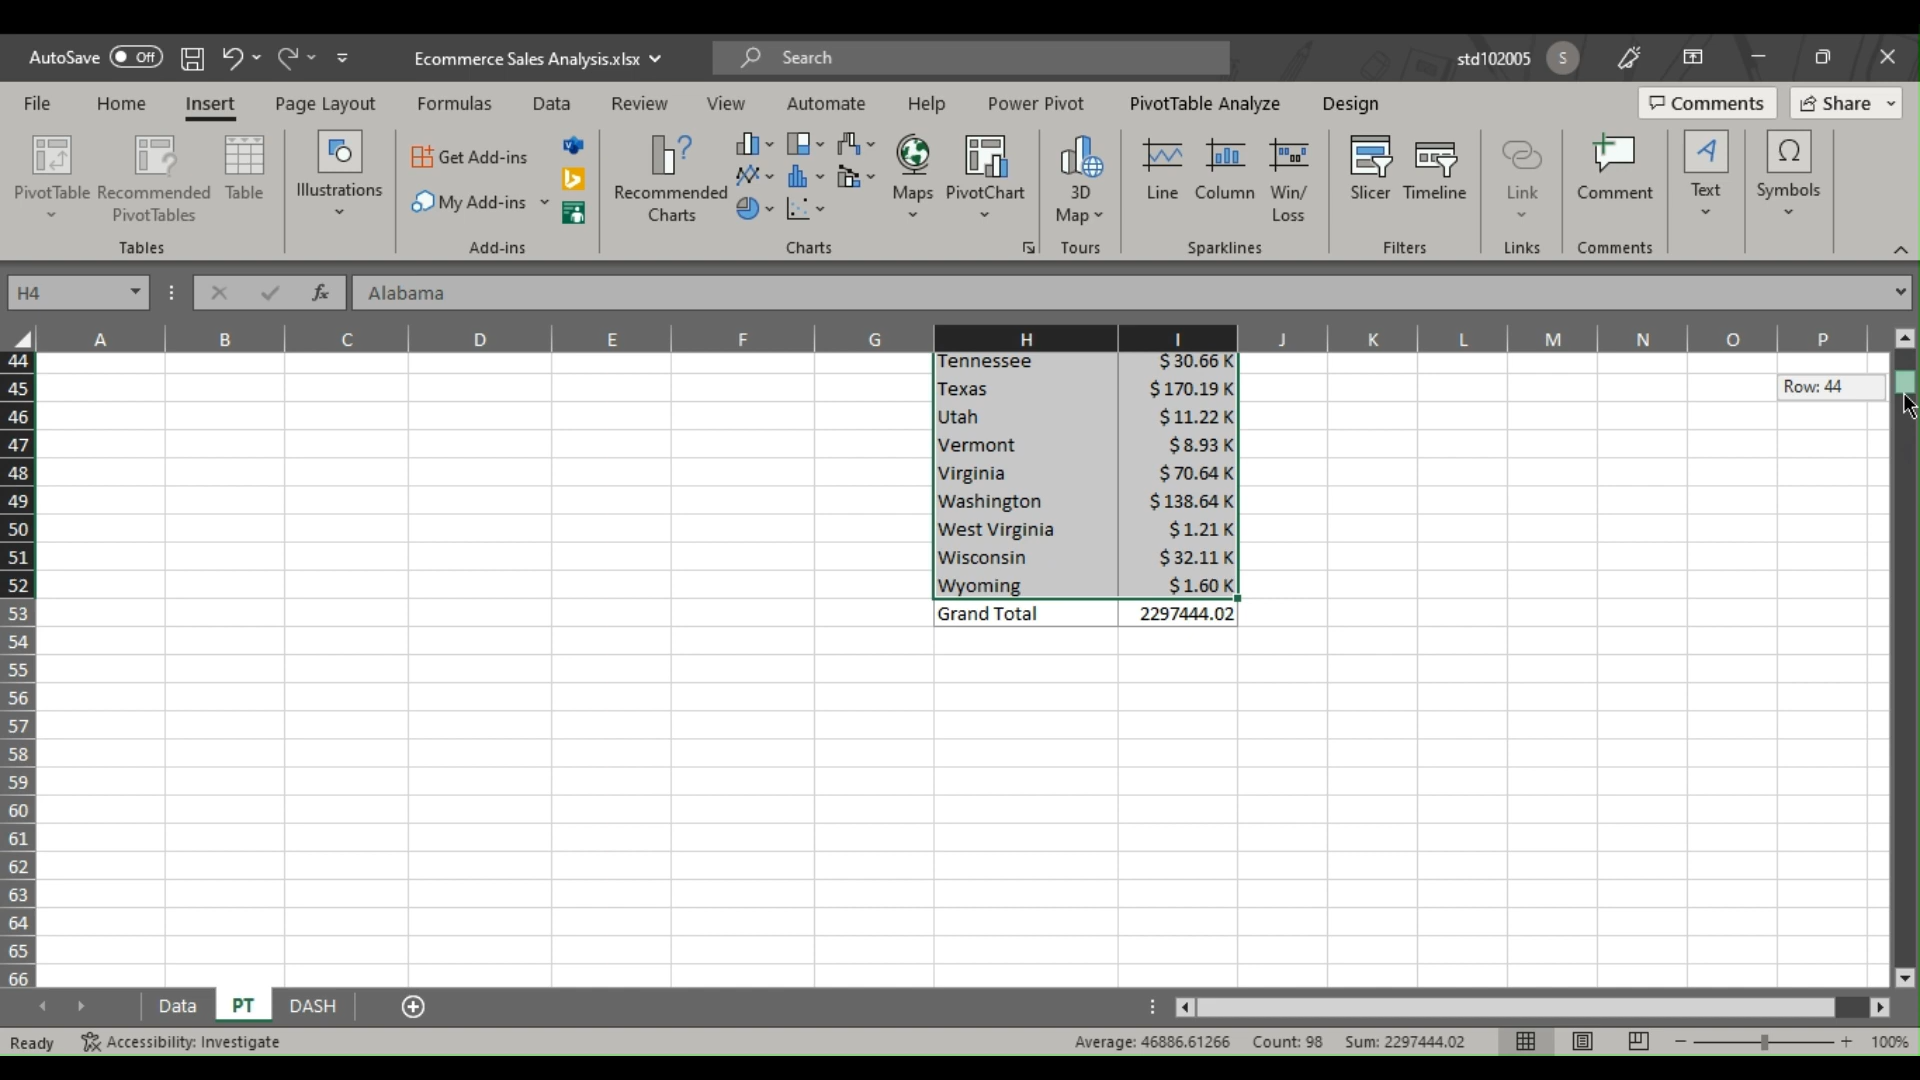 AutoSave Off Ecommerce Sales Analysis.xlsx Search std102005 S
File Home Insert Page Layout Formulas Data Review View Automate Help Power Pivot PivotTable Analyze Design Comments Share
PivotTable Recommended PivotTables Table Illustrations Get Add-ins My Add-ins Recommended Charts Maps PivotChart 3D Map Line Column Win/Loss Slicer Timeline Link Comment Text Symbols
Tables Add-ins Charts Tours Sparklines Filters Links Comments
H4 fx Alabama
A B C D E F G H I J K L M N O P
44 Tennessee $ 30.66 K
45 Texas $ 170.19 K Row: 44
46 Utah $ 11.22 K
47 Vermont $ 8.93 K
48 Virginia $ 70.64 K
49 Washington $ 138.64 K
50 West Virginia $ 1.21 K
51 Wisconsin $ 32.11 K
52 Wyoming $ 1.60 K
53 Grand Total 2297444.02
54
55
56
57
58
59
60
61
62
63
64
65
66
Data PT DASH
Ready Accessibility: Investigate Average: 46886.61266 Count: 98 Sum: 2297444.02 100%